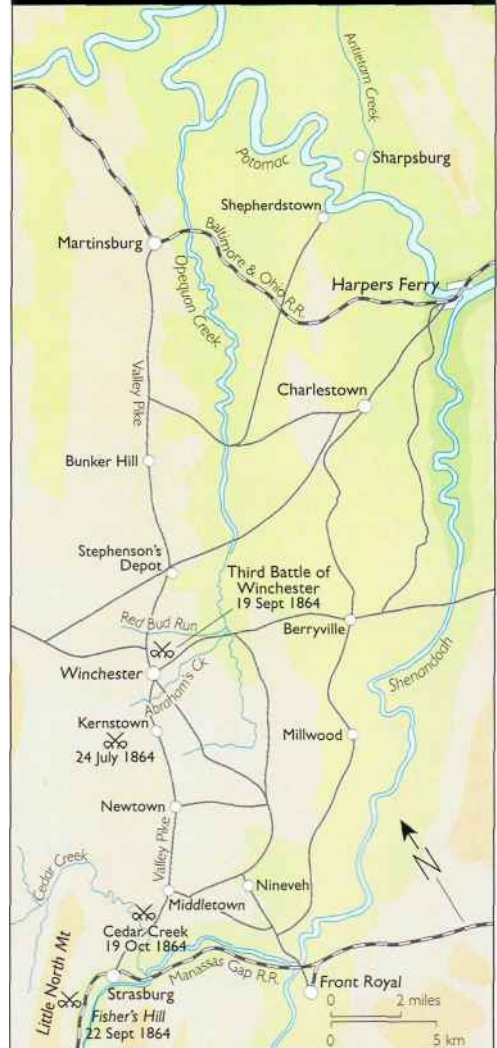 Antietam Creek
Potomac
Sharpsburg
Shepherdstown
Martinsburg
Baltimore & Ohio R.R.
Opequon Creek
Harpers Ferry
Valley Pike
Charlestown
Bunker Hill
Stephenson's
Depot
Third Battle of
Winchester
19 Sept 1864
Red Bud Run
Berryville
Winchester
Abraham's Ck
Shenandoah
Kernstown
24 July 1864
Millwood
Newtown
Valley Pike
N
Cedar Creek
Nineveh
Middletown
Cedar Creek
19 Oct 1864
Little North Mt
Manassas Gap R.R.
Strasburg
Front Royal
Fisher's Hill
22 Sept 1864
0 2 miles
0 5 km